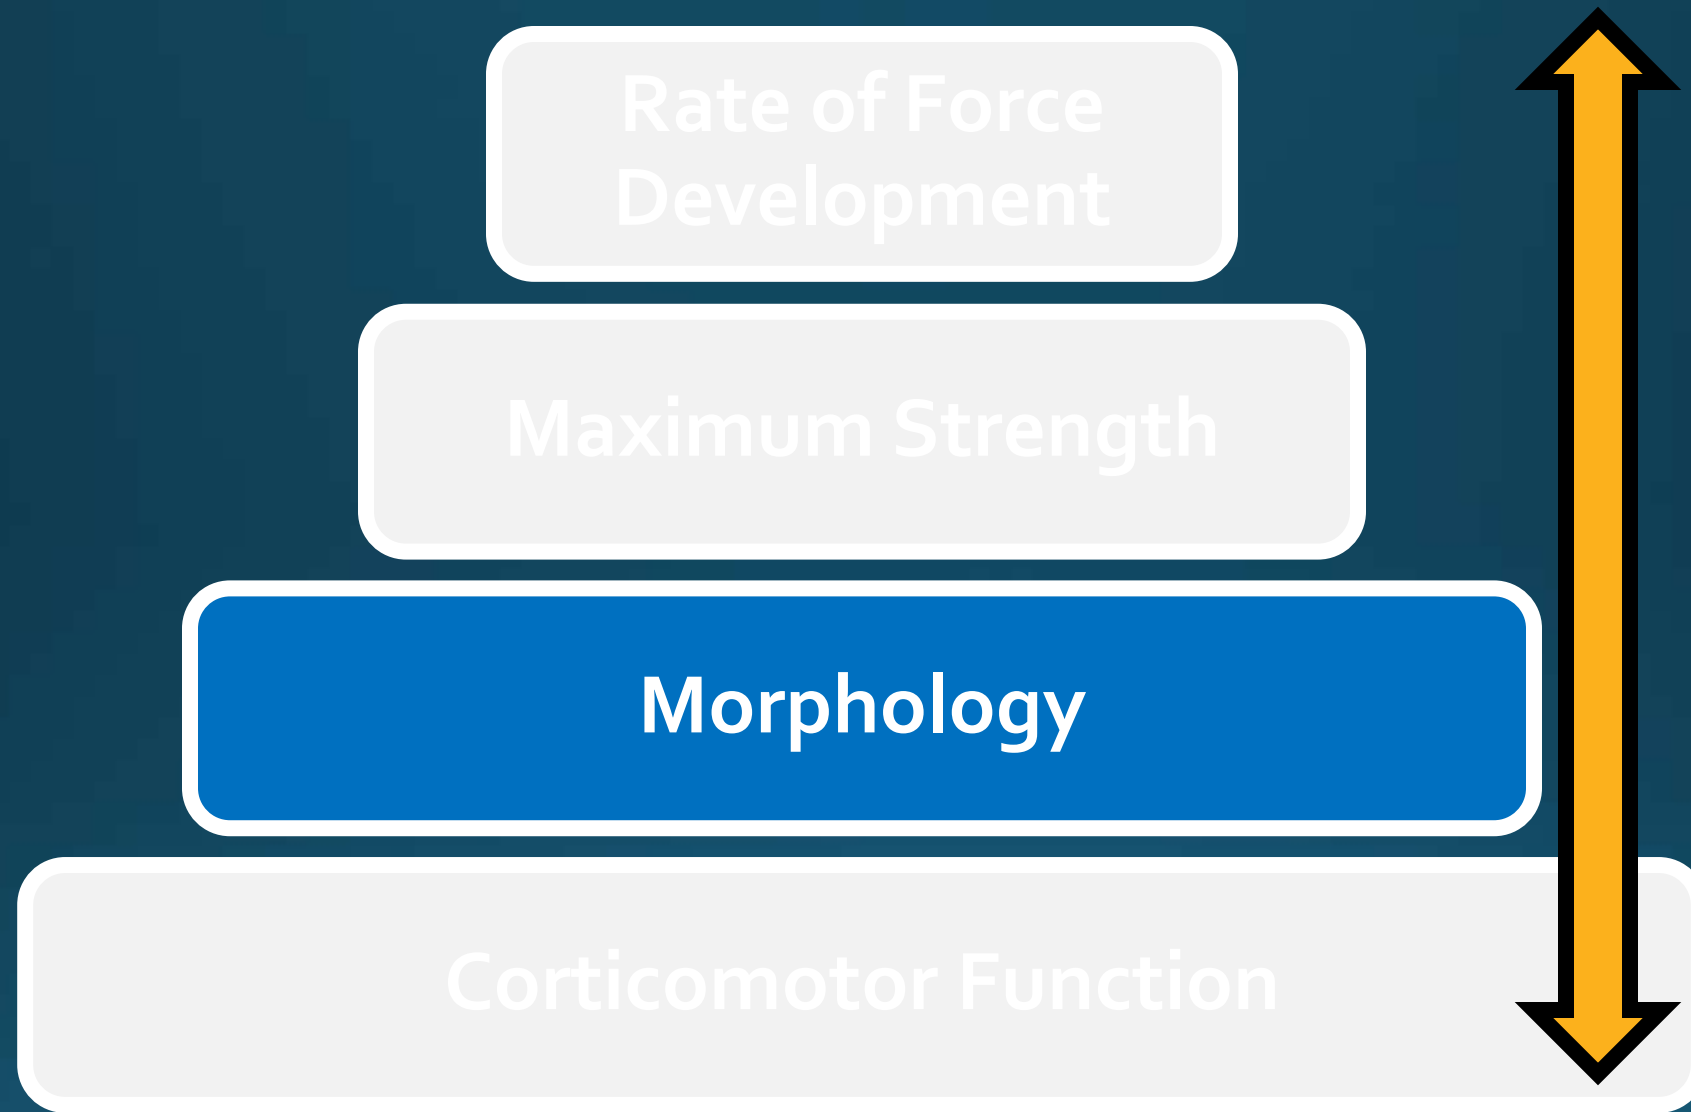 Rate of Force
Development
Maximum Strength
Morphology
Corticomotor Function